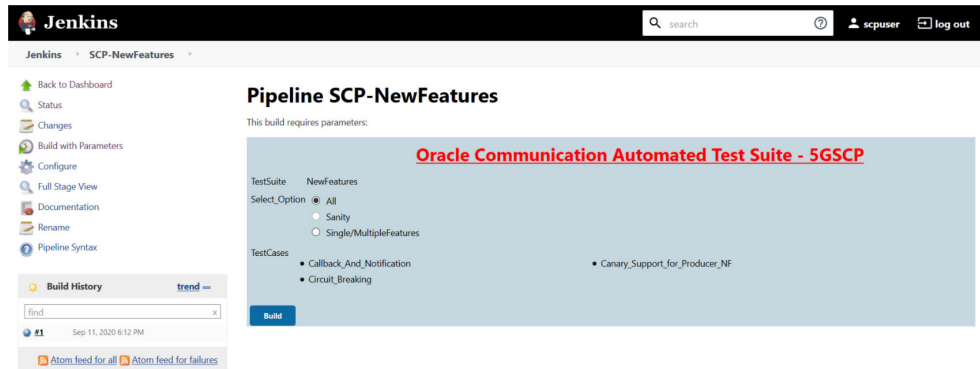 Jenkins
search
scpuser
log out
Jenkins
SCP-NewFeatures
Back to Dashboard
Status
Changes
Build with Parameters
Configure
Full Stage View
Documentation
Rename
Pipeline Syntax
Build History
trend
find
x
#1 Sep 11, 2020 6:12 PM
Atom feed for all Atom feed for failures
Pipeline SCP-NewFeatures
This build requires parameters:
Oracle Communication Automated Test Suite - 5GSCP
TestSuite NewFeatures
Select_Option All
Sanity
Single/MultipleFeatures
TestCases
Callback_And_Notification
Canary_Support_for_Producer_NF
Circuit_Breaking
Build